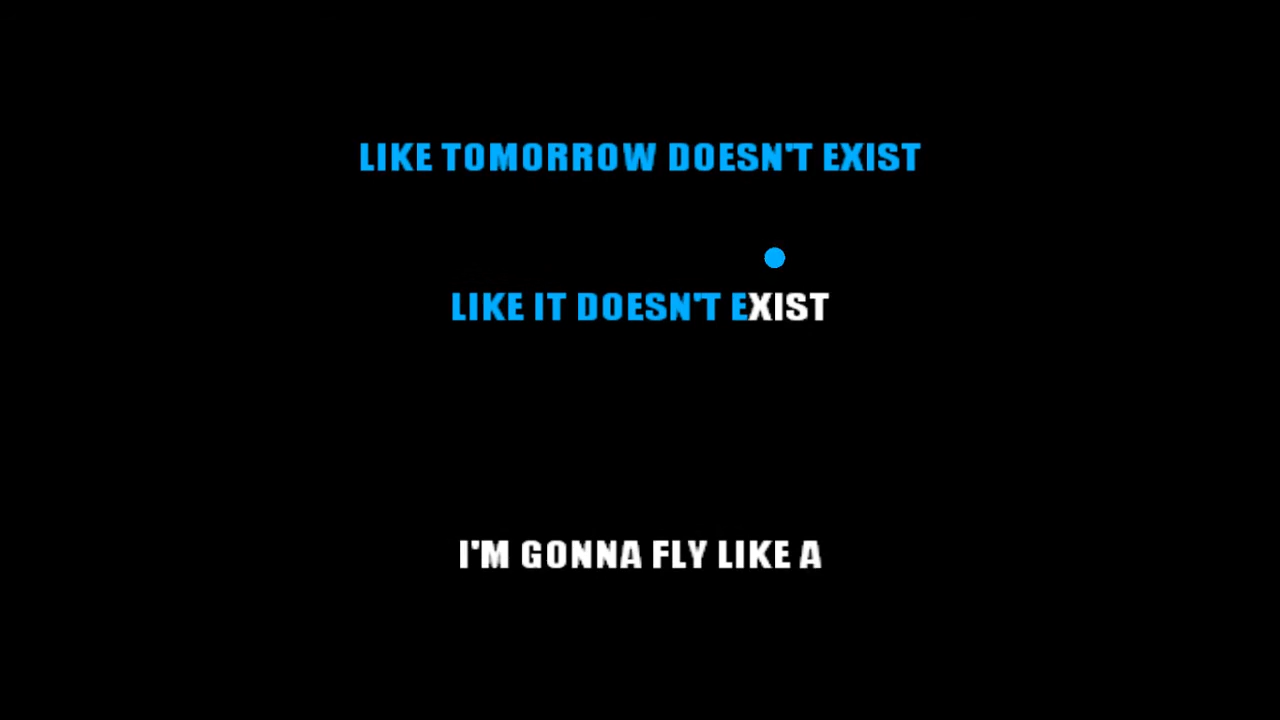 LIKE TOMORROW DOESN'T EXIST
LIKE IT DOESN'T EXIST
I'M GONNA FLY LIKE A